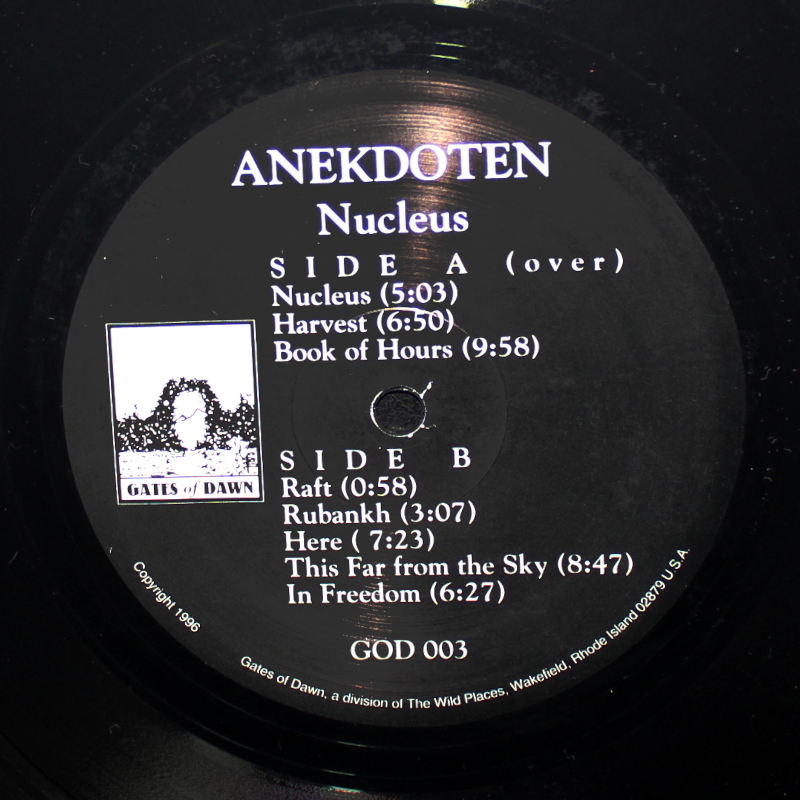 ANEKDOTEN
Nucleus
SIDE A (over)
Nucleus (5:03)
Harvest (6:50)
Book of Hours (9:58)
GATES of DAWN
SIDE B
Raft (0:58)
Rubankh (3:07)
Here ( 7:23)
This Far from the Sky (8:47)
In Freedom (6:27)
GOD 003
Copyright 1996
Gates of Dawn, a division of The Wild Places, Wakefield, Rhode Island 02879 U.S.A.